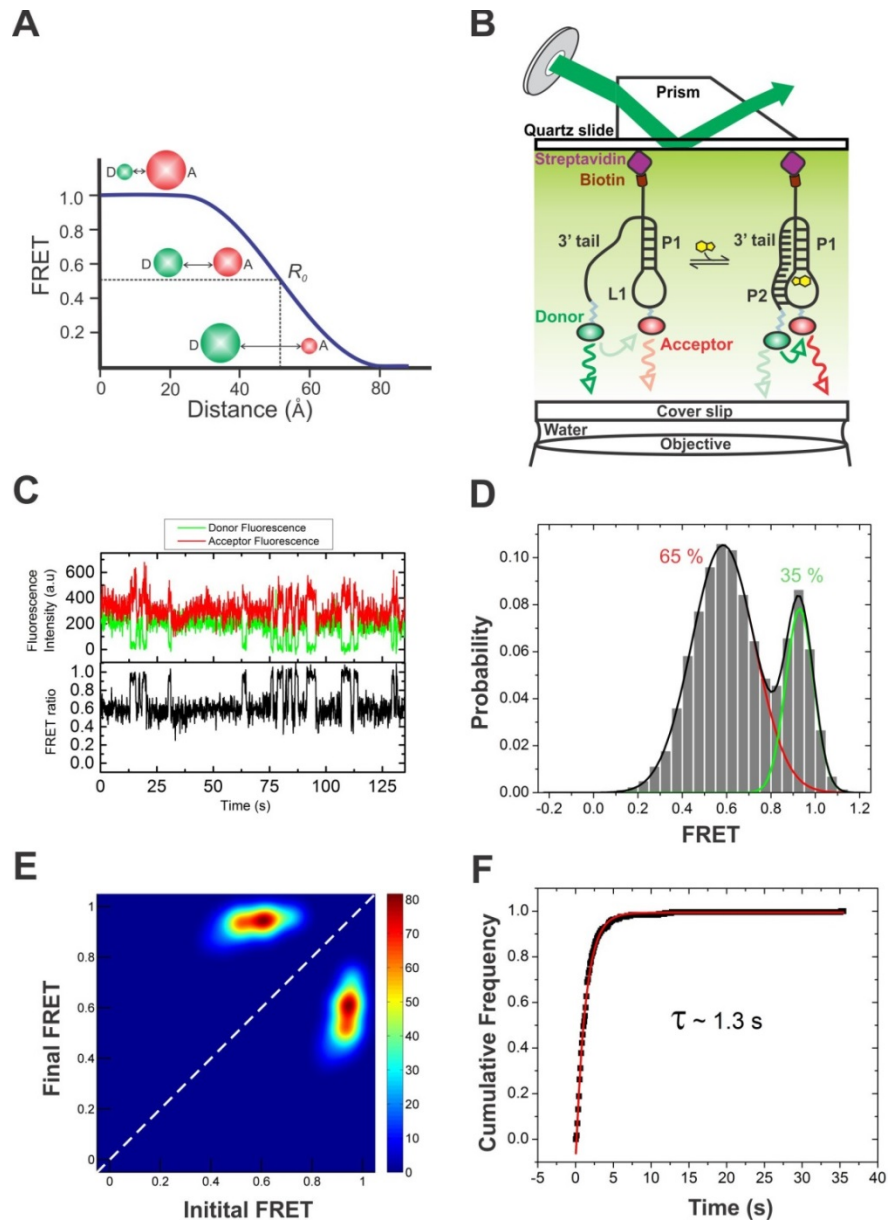 A
D A
1.0
0.8
0.6
0.4
0.2
FRET
D A
R0
D A
0 20 40 60 80
Distance (Å)
B
Prism
Quartz slide
Streptavidin
Biotin
3' tail P1
3' tail P1
L1
P2
Donor
Acceptor
Cover slip
Water
Objective
C
Donor Fluorescence
Acceptor Fluorescence
Fluorescence
Intensity (a.u)
600
400
200
0
FRET ratio
1.0
0.8
0.6
0.4
0.2
0.0
0 25 50 75 100 125
Time (s)
D
65 %
35 %
Probability
0.10
0.08
0.06
0.04
0.02
0.00
-0.2 0.0 0.2 0.4 0.6 0.8 1.0 1.2
FRET
E
Final FRET
1
0.8
0.6
0.4
0.2
0
0 0.2 0.4 0.6 0.8 1
Initital FRET
80
70
60
50
40
30
20
10
0
F
Cumulative Frequency
1.0
0.8
0.6
0.4
0.2
0.0
τ ~ 1.3 s
-5 0 5 10 15 20 25 30 35 40
Time (s)